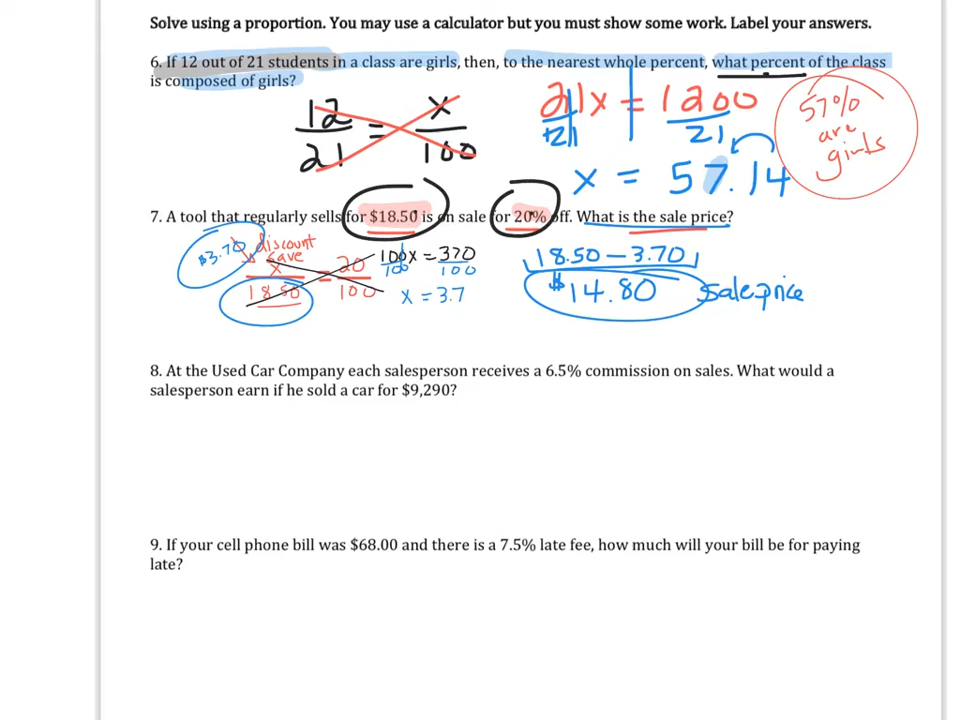 Solve using a proportion. You may use a calculator but you must show some work. Label your answers.
6. If 12 out of 21 students in a class are girls, then, to the nearest whole percent, what percent of the class
is composed of girls?
12/21 = x/100
21x = 1200
21 21
x = 57.14
57%
are
girls
7. A tool that regularly sells for $18.50 is on sale for 20% off. What is the sale price?
$3.70 discount
save
x/18.50 = 20/100
100x = 370
100 100
x = 3.7
18.50 - 3.70
$14.80 sale price
8. At the Used Car Company each salesperson receives a 6.5% commission on sales. What would a
salesperson earn if he sold a car for $9,290?
9. If your cell phone bill was $68.00 and there is a 7.5% late fee, how much will your bill be for paying
late?